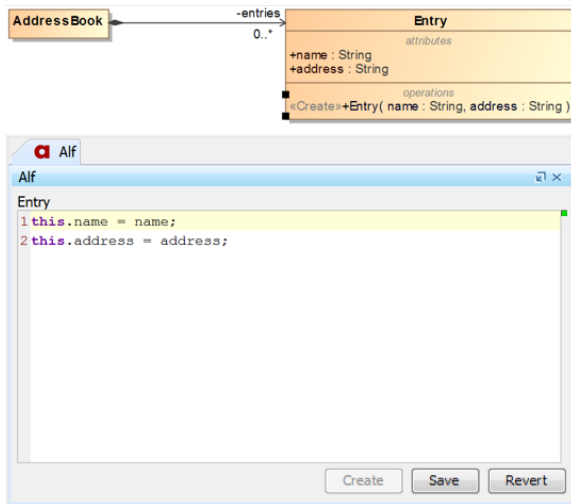 AddressBook
-entries
0..*
Entry
attributes
+name : String
+address : String
operations
«Create»+Entry( name : String, address : String )
a Alf
Alf
Entry
1 this.name = name;
2 this.address = address;
Create Save Revert